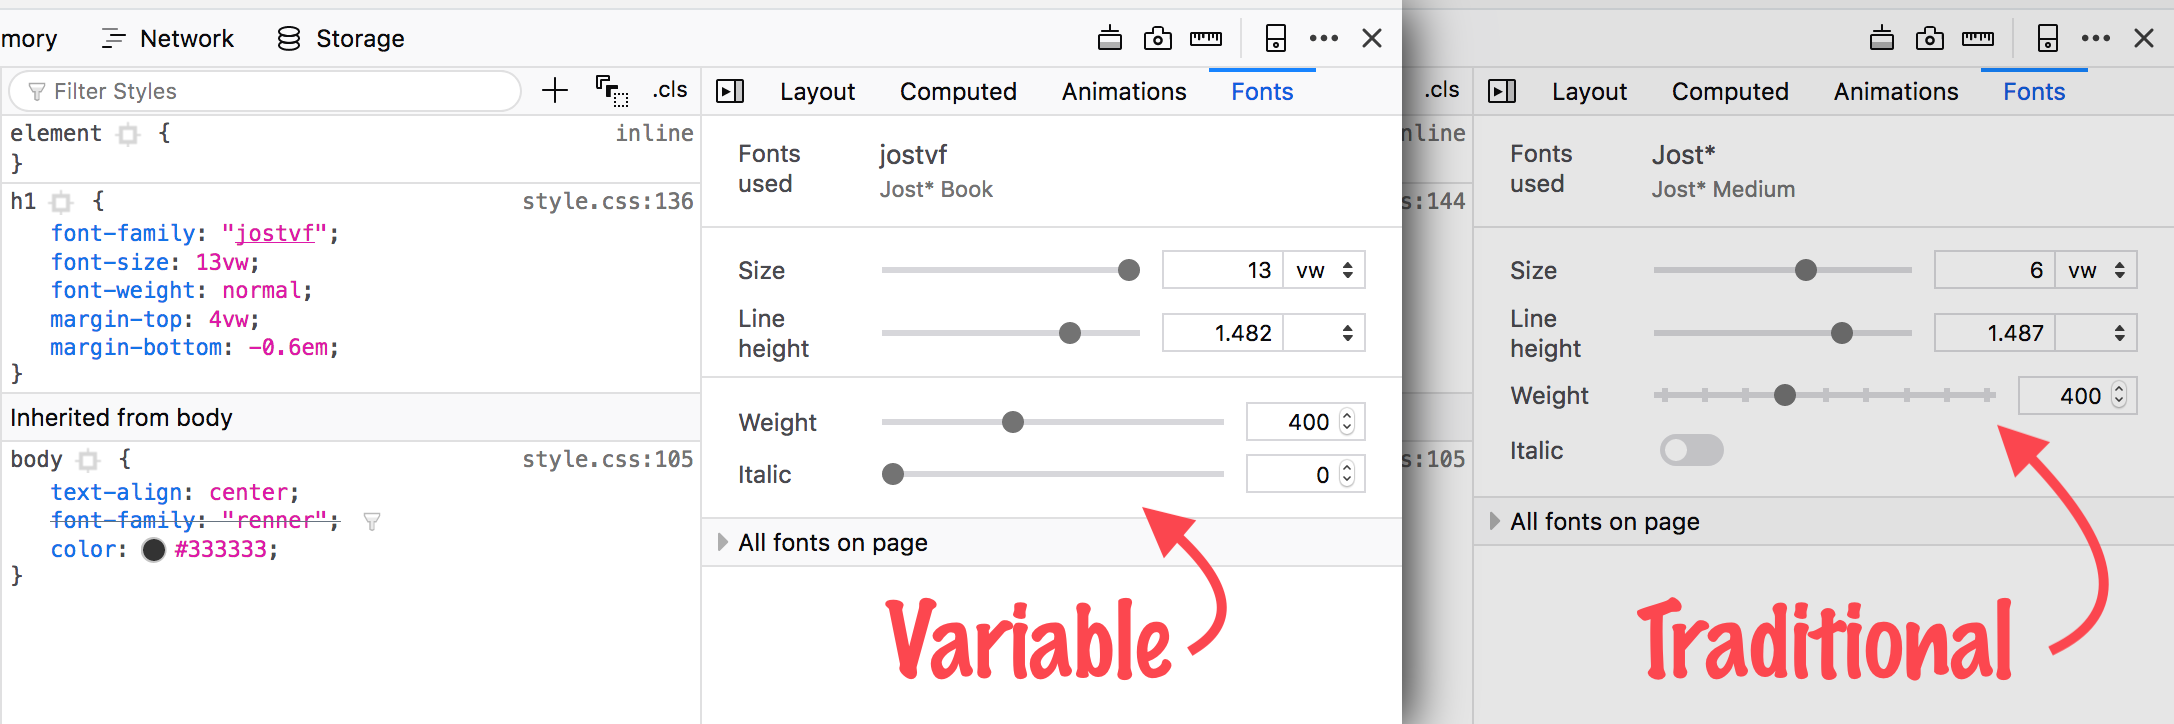 mory Network Storage
Filter Styles .cls
element {
inline
}
h1 {
style.css:136
font-family: "jostvf";
font-size: 13vw;
font-weight: normal;
margin-top: 4vw;
margin-bottom: -0.6em;
}
Inherited from body
body {
style.css:105
text-align: center;
font-family: "renner";
color: #333333;
}
Layout Computed Animations Fonts
Fonts
used
jostvf
Jost* Book
Size 13 vw
Line
height
1.482
Weight 400
Italic 0
All fonts on page
Variable
.cls
nline
s:144
s:105
Layout Computed Animations Fonts
Fonts
used
Jost*
Jost* Medium
Size 6 vw
Line
height
1.487
Weight 400
Italic
All fonts on page
Traditional